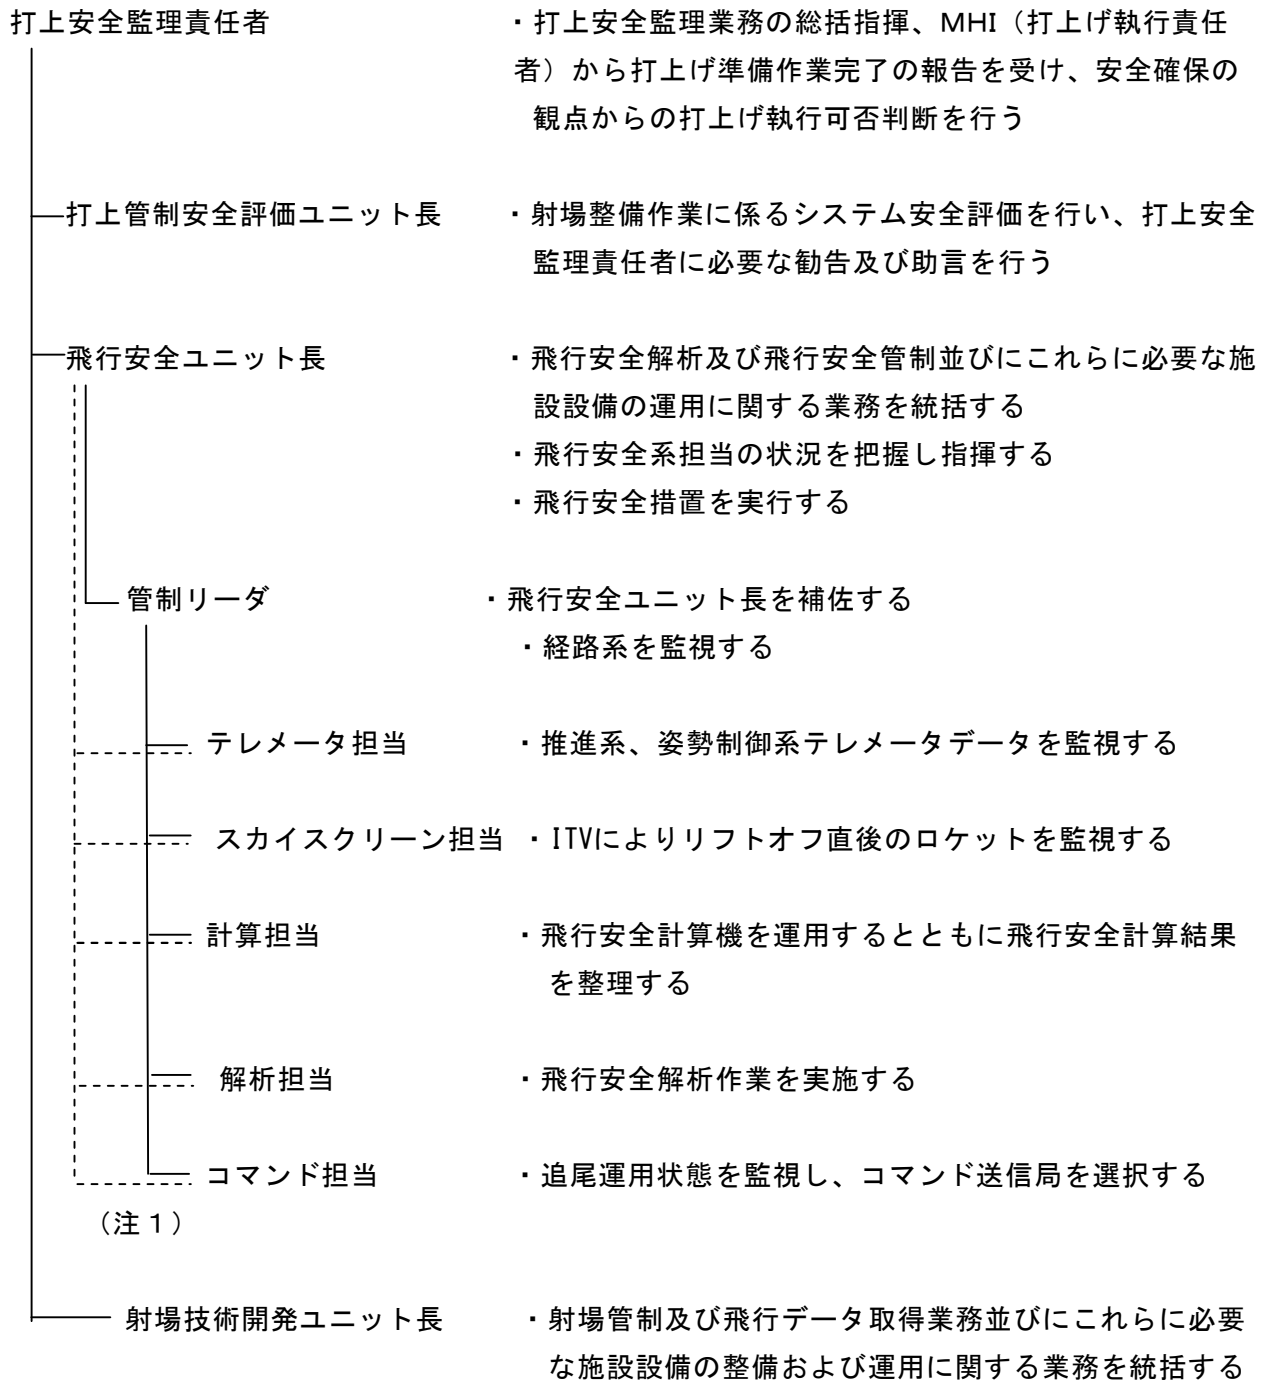 打上安全監理責任者 ・打上安全監理業務の総括指揮、MHI（打上げ執行責任
者）から打上げ準備作業完了の報告を受け、安全確保の
観点からの打上げ執行可否判断を行う
打上管制安全評価ユニット長 ・射場整備作業に係るシステム安全評価を行い、打上安全
監理責任者に必要な勧告及び助言を行う
飛行安全ユニット長 ・飛行安全解析及び飛行安全管制並びにこれらに必要な施
設設備の運用に関する業務を統括する
・飛行安全系担当の状況を把握し指揮する
・飛行安全措置を実行する
管制リーダ ・飛行安全ユニット長を補佐する
・経路系を監視する
テレメータ担当 ・推進系、姿勢制御系テレメータデータを監視する
スカイスクリーン担当 ・ITVによりリフトオフ直後のロケットを監視する
計算担当 ・飛行安全計算機を運用するとともに飛行安全計算結果
を整理する
解析担当 ・飛行安全解析作業を実施する
コマンド担当 ・追尾運用状態を監視し、コマンド送信局を選択する
（注１）
射場技術開発ユニット長 ・射場管制及び飛行データ取得業務並びにこれらに必要
な施設設備の整備および運用に関する業務を統括する